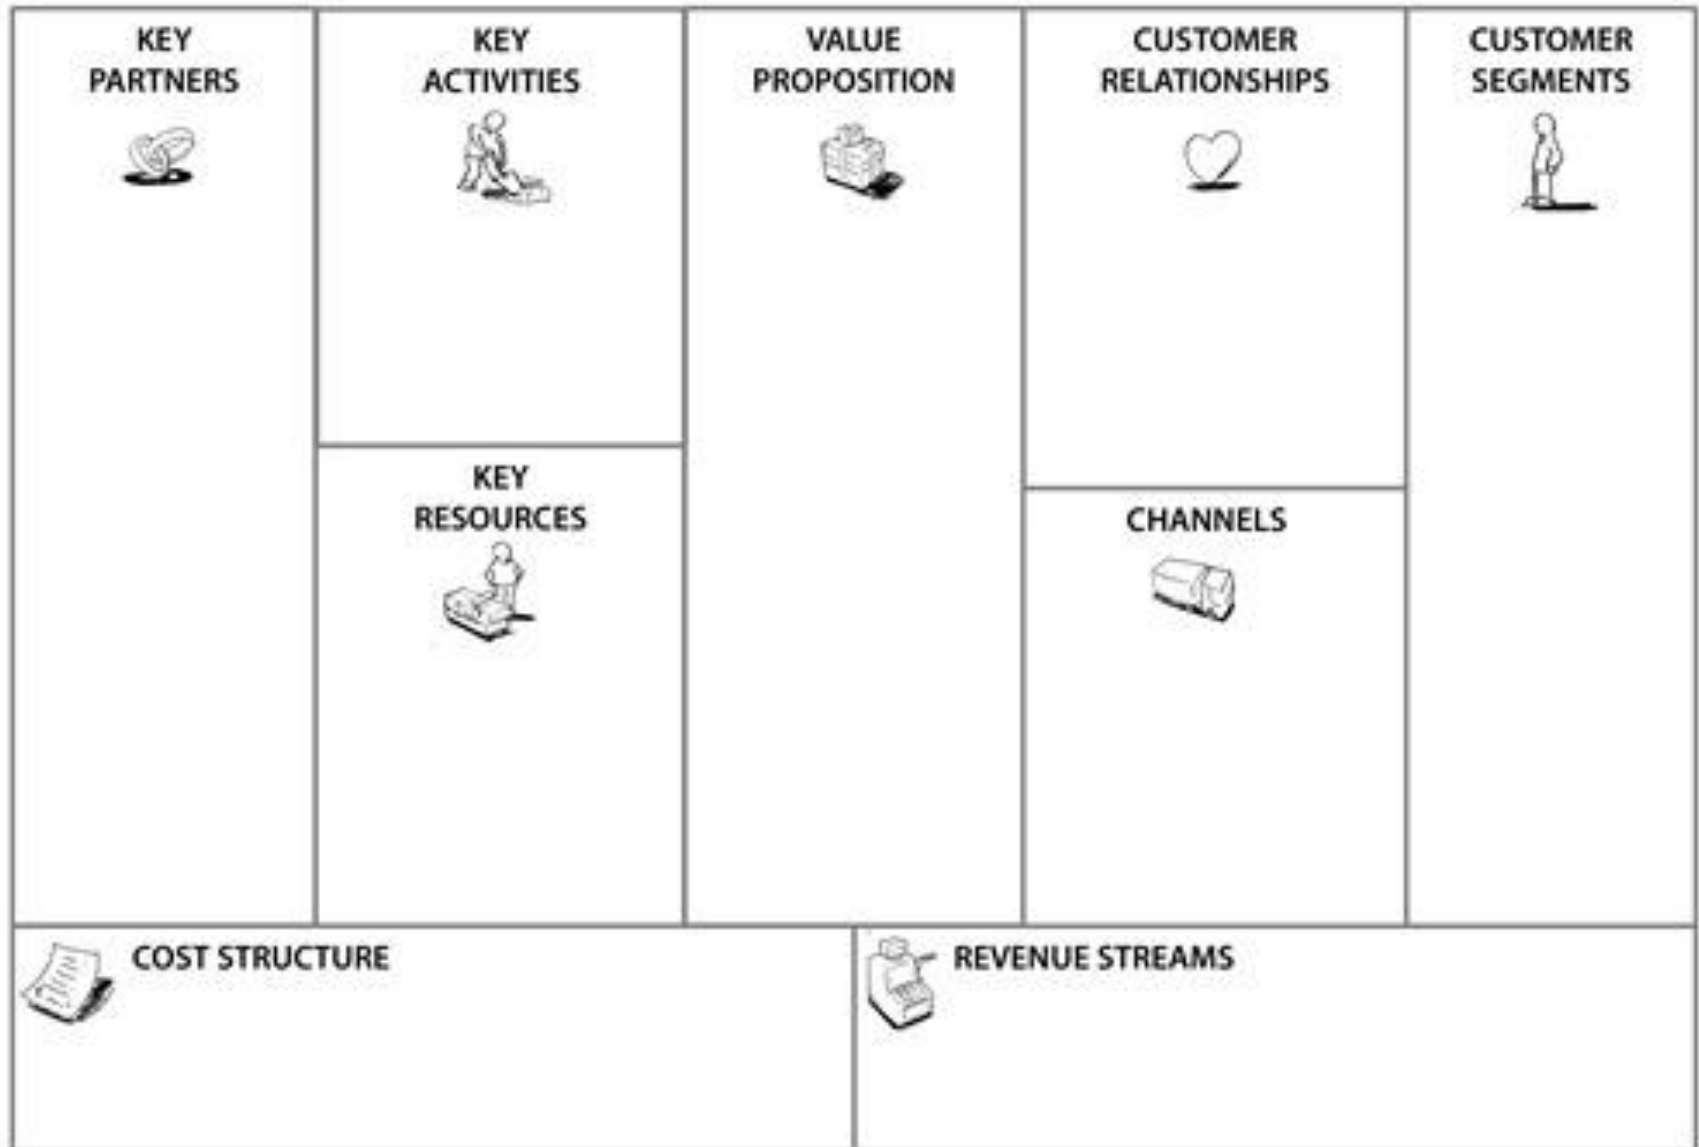 KEY
PARTNERS
KEY
ACTIVITIES
KEY
RESOURCES
VALUE
PROPOSITION
CUSTOMER
RELATIONSHIPS
CHANNELS
CUSTOMER
SEGMENTS
COST STRUCTURE
REVENUE STREAMS